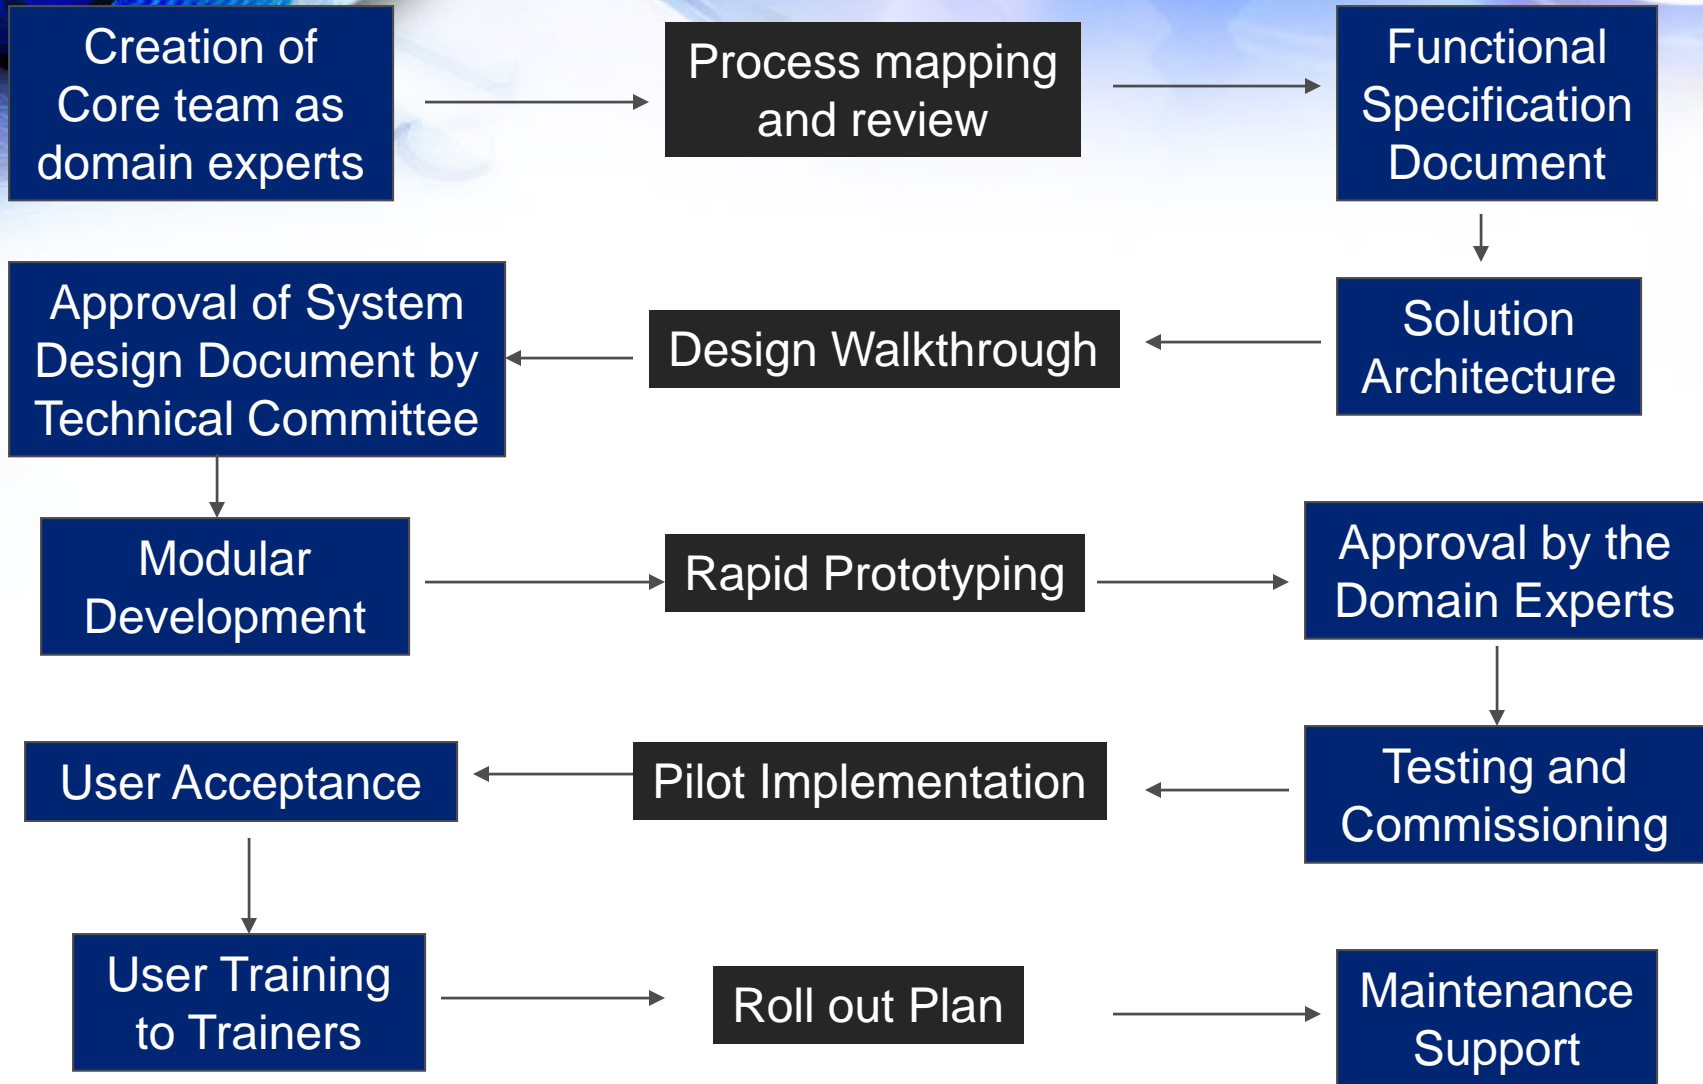 Creation of
Core team as
domain experts
Process mapping
and review
Functional
Specification
Document
Approval of System
Design Document by
Technical Committee
Design Walkthrough
Solution
Architecture
Modular
Development
Rapid Prototyping
Approval by the
Domain Experts
User Acceptance
Pilot Implementation
Testing and
Commissioning
User Training
to Trainers
Roll out Plan
Maintenance
Support